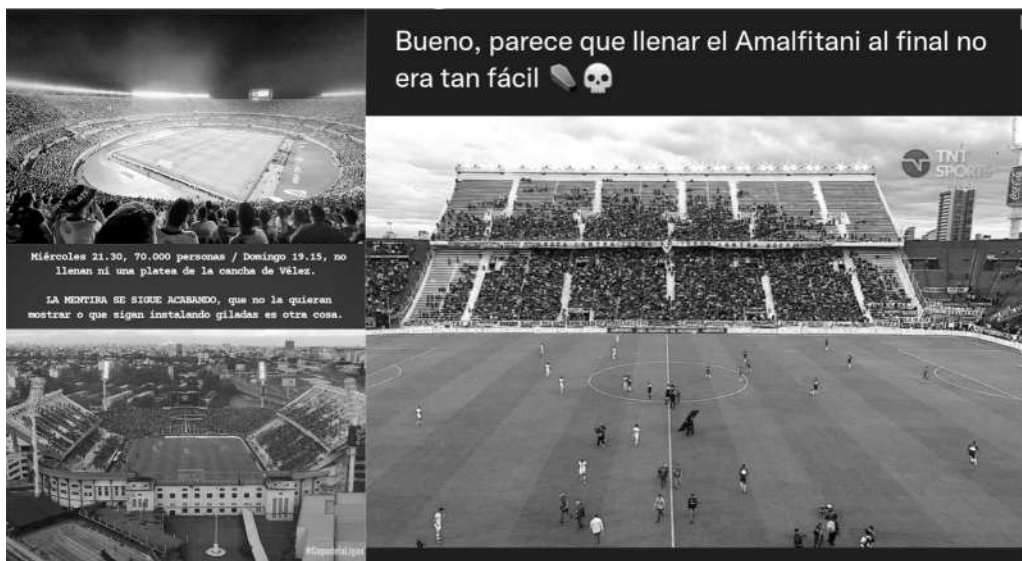 Miércoles 21.30, 70.000 personas / Domingo 19.15, no
llenan ni una platea de la cancha de Vélez.
LA MENTIRA SE SIGUE ACABANDO, que no la quieran
mostrar o que sigan instalando giladas es otra cosa.
Bueno, parece que llenar el Amalfitani al final no
era tan fácil ⚰️💀
TNT
SPORTS